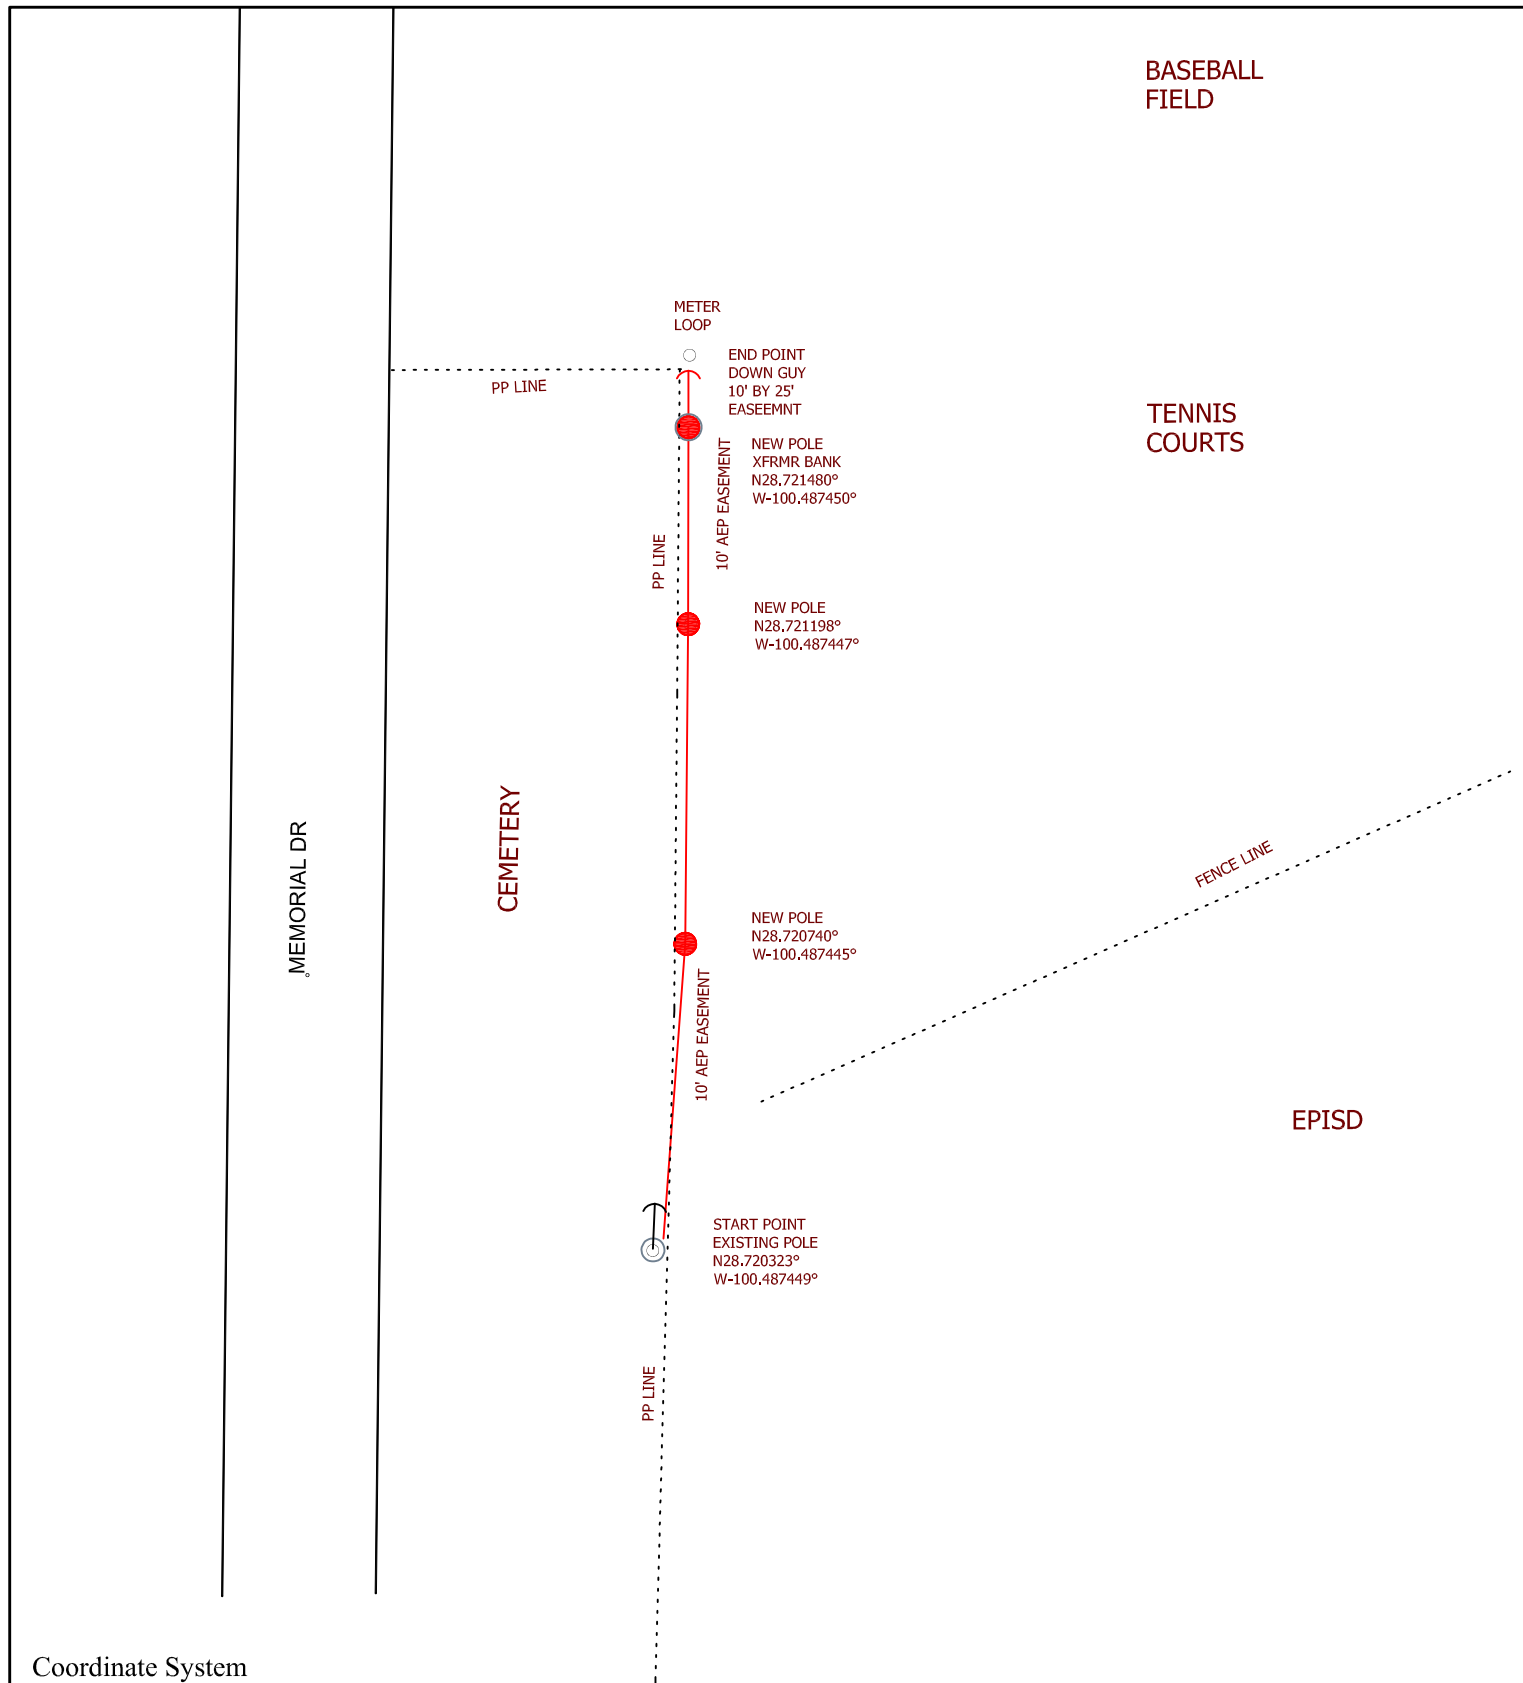 BASEBALL
FIELD
METER
LOOP
END POINT
DOWN GUY
10' BY 25'
EASEEMNT
PP LINE
TENNIS
COURTS
NEW POLE
XFRMR BANK
N28.721480°
W-100.487450°
10' AEP EASEMENT
PP LINE
NEW POLE
N28.721198°
W-100.487447°
CEMETERY
MEMORIAL DR
FENCE LINE
NEW POLE
N28.720740°
W-100.487445°
10' AEP EASEMENT
EPISD
START POINT
EXISTING POLE
N28.720323°
W-100.487449°
PP LINE
Coordinate System